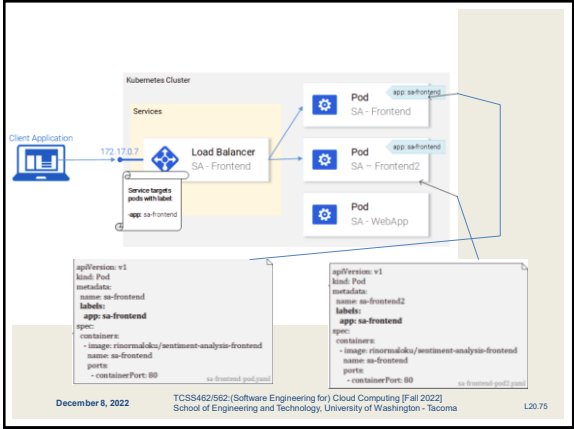 Kubernetes Cluster
Services
Client Application
172.17.0.7
Load Balancer
SA - Frontend
Service targets
pods with label:
-app: sa-frontend
Pod
app: sa-frontend
SA - Frontend
Pod
app: sa-frontend
SA – Frontend2
Pod
SA - WebApp
apiVersion: v1
kind: Pod
metadata:
name: sa-frontend
labels:
app: sa-frontend
spec:
containers:
- image: rinormaloku/sentiment-analysis-frontend
name: sa-frontend
ports:
- containerPort: 80
sa-frontend-pod.yaml
apiVersion: v1
kind: Pod
metadata:
name: sa-frontend2
labels:
app: sa-frontend
spec:
containers:
- image: rinormaloku/sentiment-analysis-frontend
name: sa-frontend
ports:
- containerPort: 80
sa-frontend-pod2.yaml
December 8, 2022
TCSS462/562:(Software Engineering for) Cloud Computing [Fall 2022]
School of Engineering and Technology, University of Washington - Tacoma
L20.75